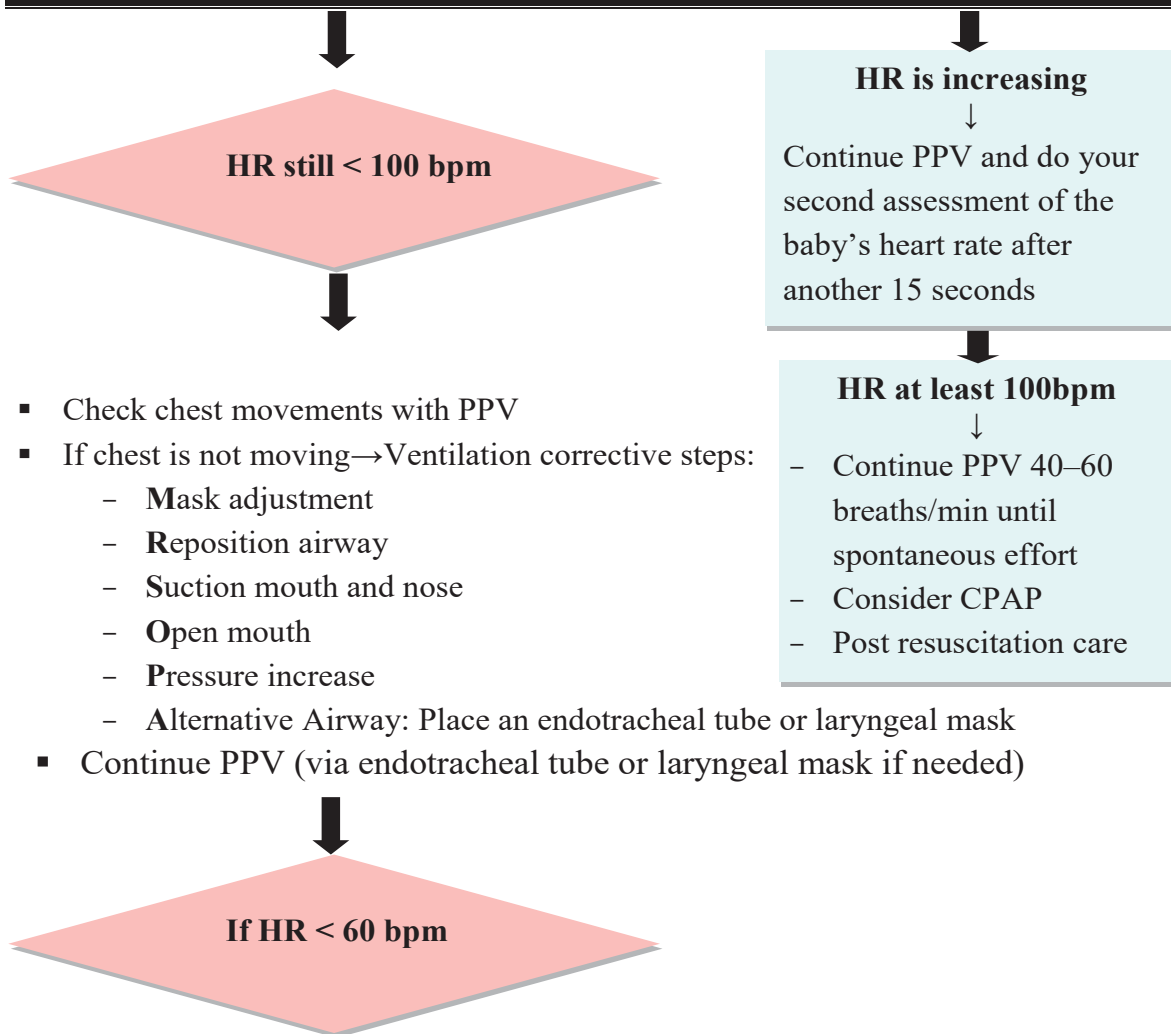 HR still < 100 bpm
HR is increasing
↓
Continue PPV and do your
second assessment of the
baby’s heart rate after
another 15 seconds
HR at least 100bpm
↓
– Continue PPV 40–60
breaths/min until
spontaneous effort
– Consider CPAP
– Post resuscitation care
▪ Check chest movements with PPV
▪ If chest is not moving→Ventilation corrective steps:
– Mask adjustment
– Reposition airway
– Suction mouth and nose
– Open mouth
– Pressure increase
– Alternative Airway: Place an endotracheal tube or laryngeal mask
▪ Continue PPV (via endotracheal tube or laryngeal mask if needed)
If HR < 60 bpm